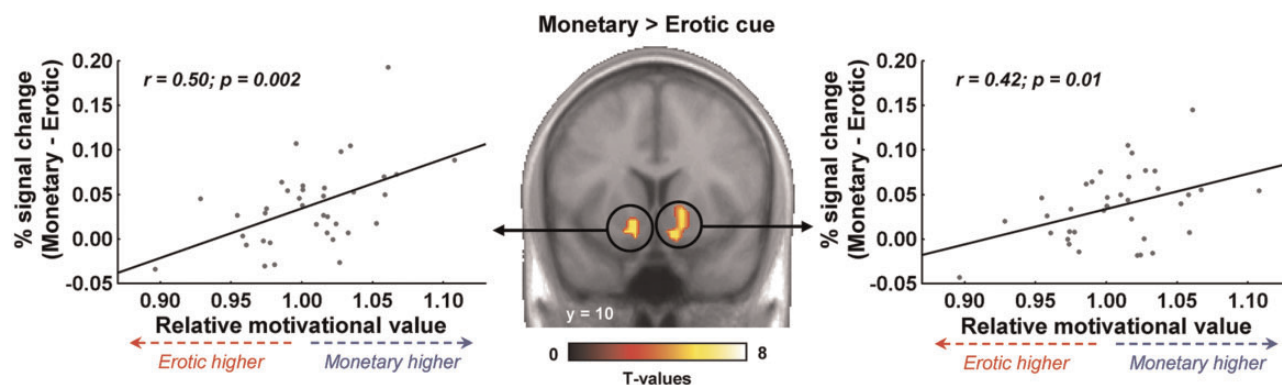 Monetary > Erotic cue
r = 0.50; p = 0.002
% signal change
(Monetary - Erotic)
0.20
0.15
0.10
0.05
0.00
-0.05
0.90 0.95 1.00 1.05 1.10
Relative motivational value
Erotic higher Monetary higher
y = 10
0 8
T-values
r = 0.42; p = 0.01
% signal change
(Monetary - Erotic)
0.20
0.15
0.10
0.05
0.00
-0.05
0.90 0.95 1.00 1.05 1.10
Relative motivational value
Erotic higher Monetary higher